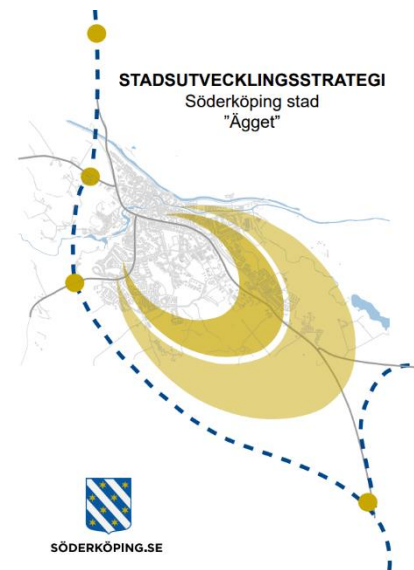 STADSUTVECKLINGSSTRATEGI
Söderköping stad
”Ägget”
SÖDERKÖPING.SE